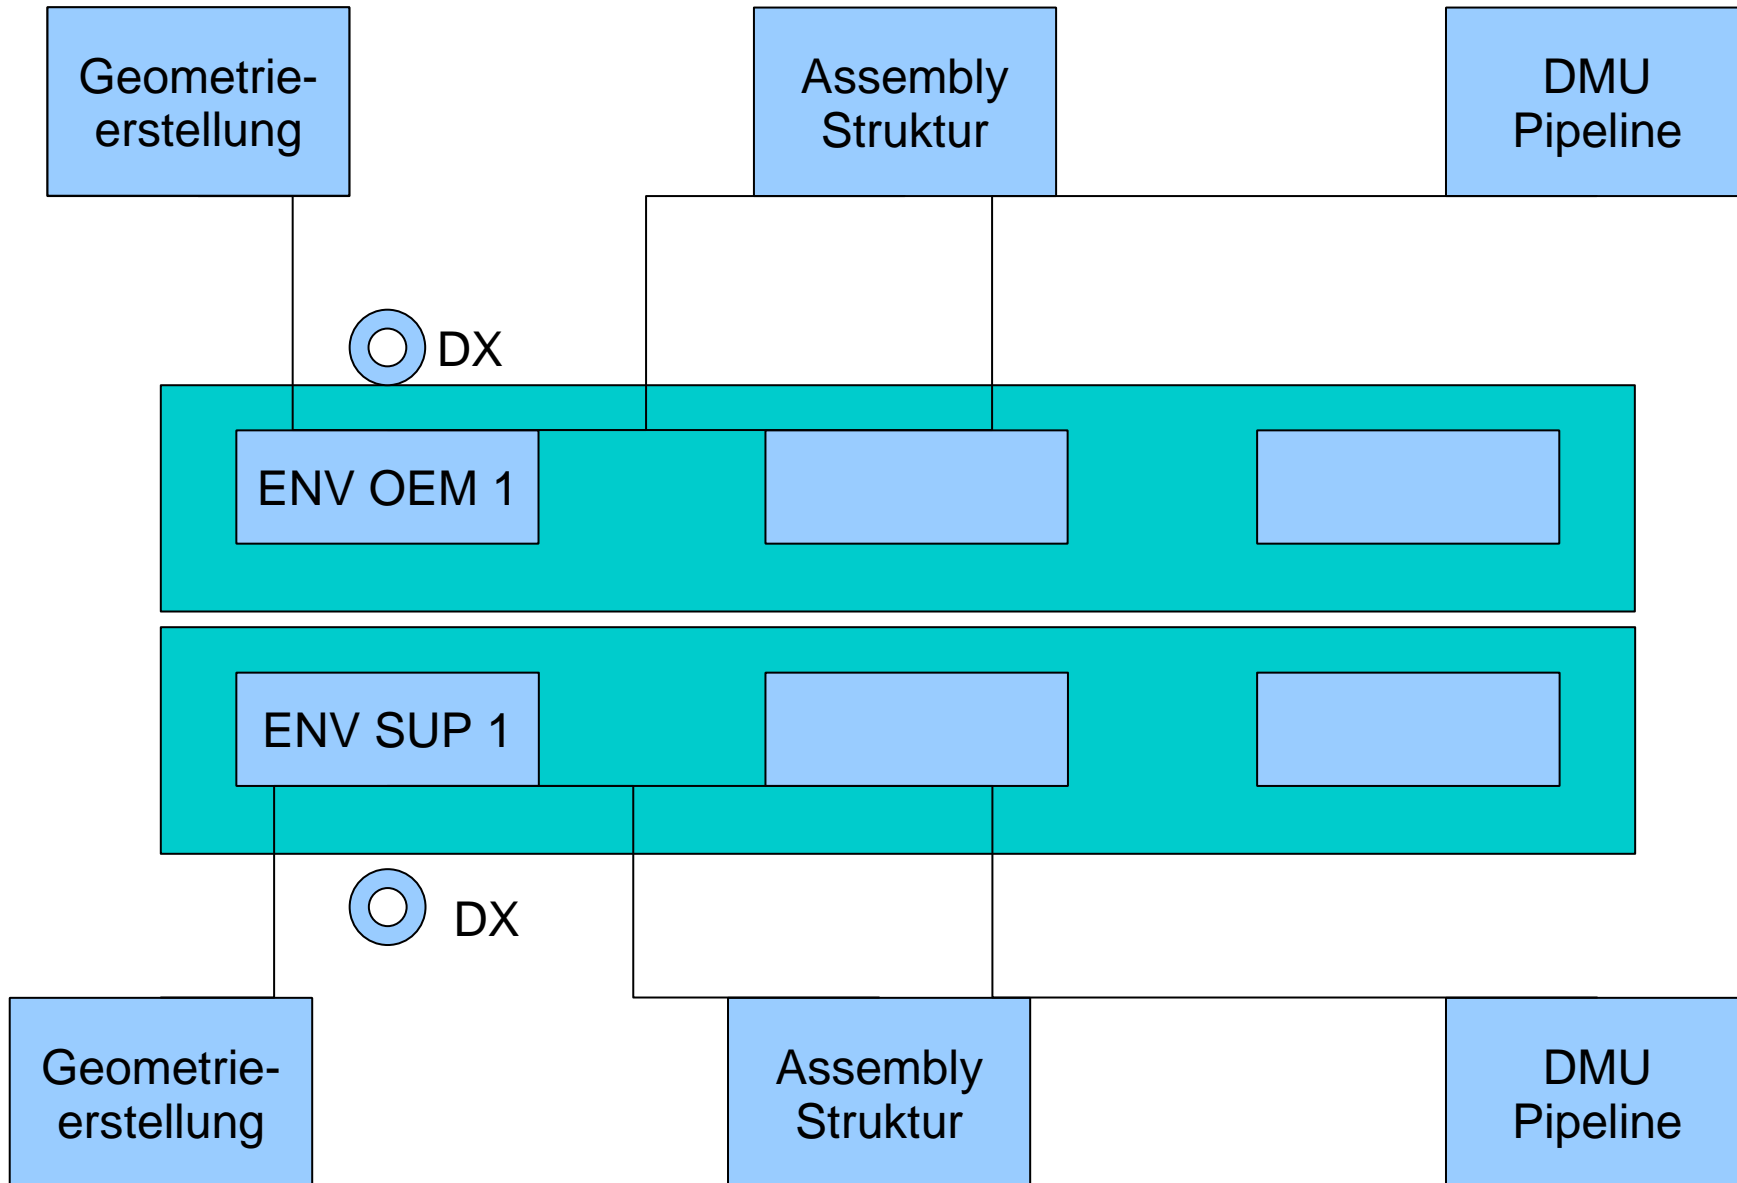 Geometrie-
erstellung
Assembly
Struktur
DMU
Pipeline
DX
ENV OEM 1
ENV SUP 1
DX
Geometrie-
erstellung
Assembly
Struktur
DMU
Pipeline